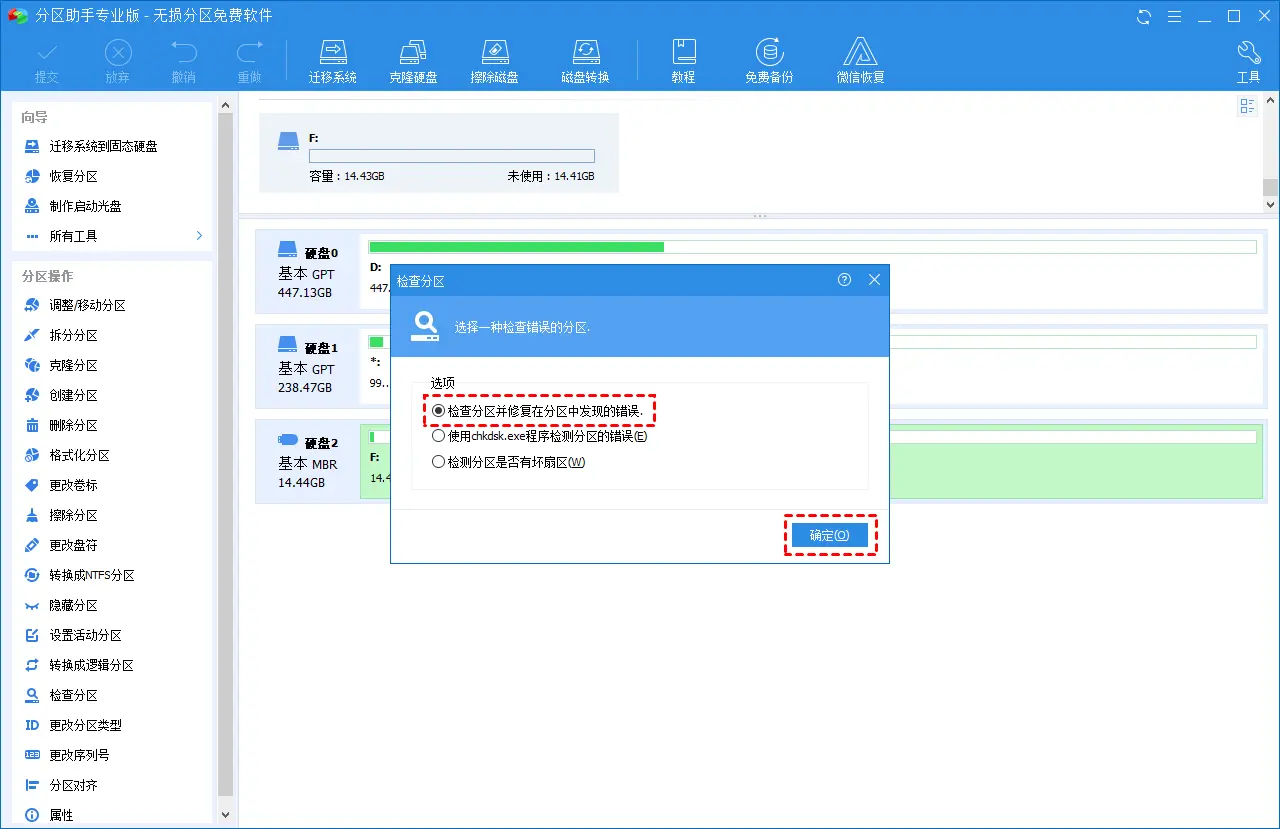 分区助手专业版 - 无损分区免费软件
提交
放弃
撤销
重做
迁移系统
克隆硬盘
擦除磁盘
磁盘转换
教程
免费备份
微信恢复
工具
向导
迁移系统到固态硬盘
恢复分区
制作启动光盘
所有工具
分区操作
调整/移动分区
拆分分区
克隆分区
创建分区
删除分区
格式化分区
更改卷标
擦除分区
更改盘符
转换成NTFS分区
隐藏分区
设置活动分区
转换成逻辑分区
检查分区
ID 更改分区类型
123 更改序列号
分区对齐
属性
F:
容量：14.43GB 未使用：14.41GB
硬盘0
基本 GPT
447.13GB
D:
447.
硬盘1
基本 GPT
238.47GB
*:
99..
硬盘2
基本 MBR
14.44GB
F:
14.4
检查分区
选择一种检查错误的分区.
选项
检查分区并修复在分区中发现的错误.
使用chkdsk.exe程序检测分区的错误(E)
检测分区是否有坏扇区(W)
确定(O)